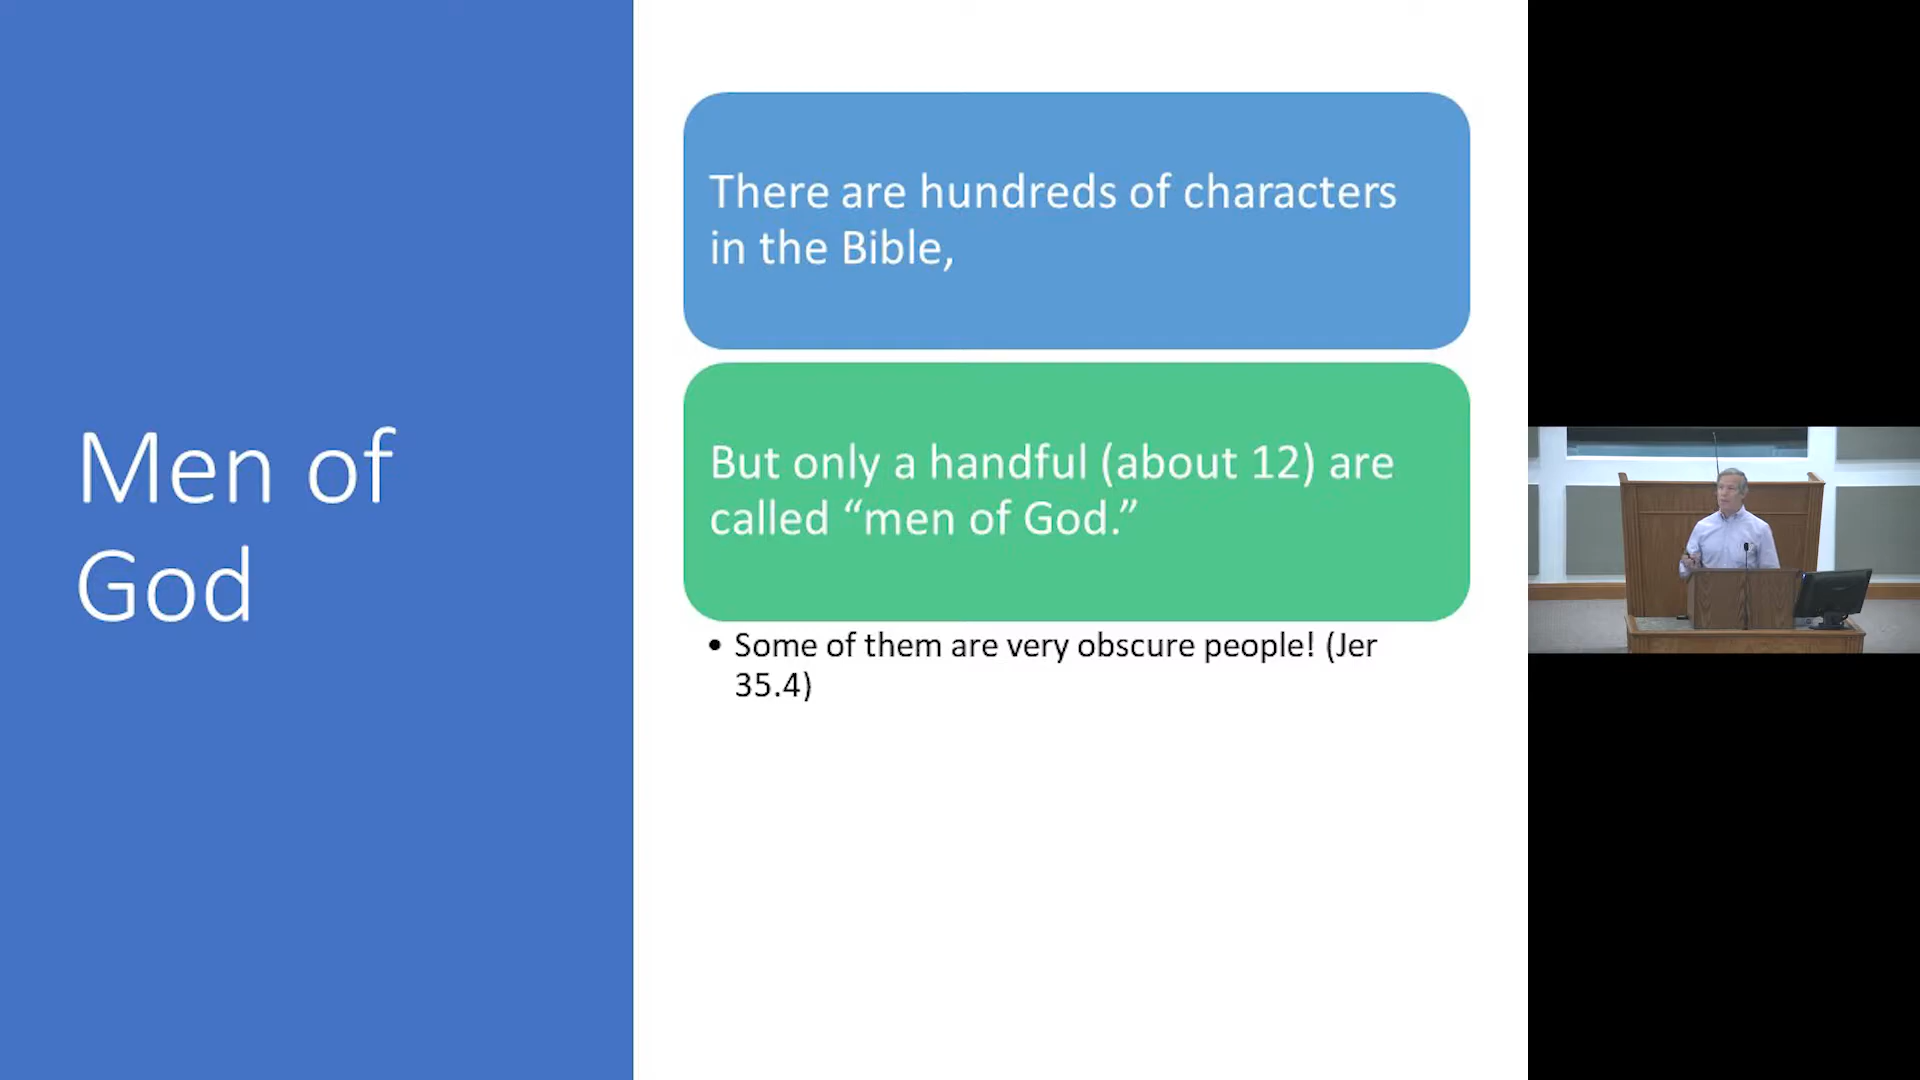 Men of
God
There are hundreds of characters
in the Bible,
But only a handful (about 12) are
called “men of God.”
• Some of them are very obscure people! (Jer
35.4)